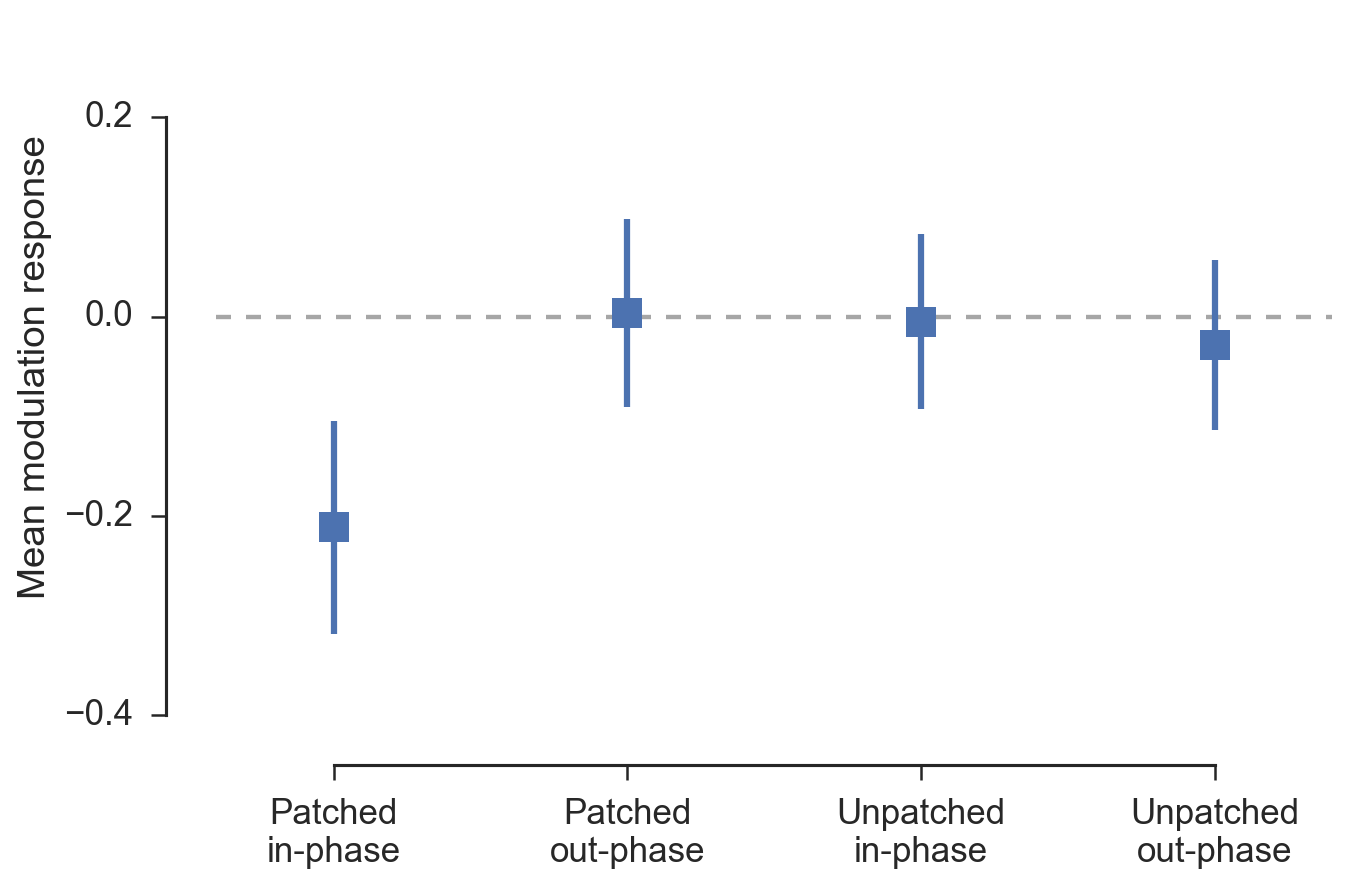 Mean modulation response
0.2
0.0
−0.2
−0.4
Patched
in-phase
Patched
out-phase
Unpatched
in-phase
Unpatched
out-phase